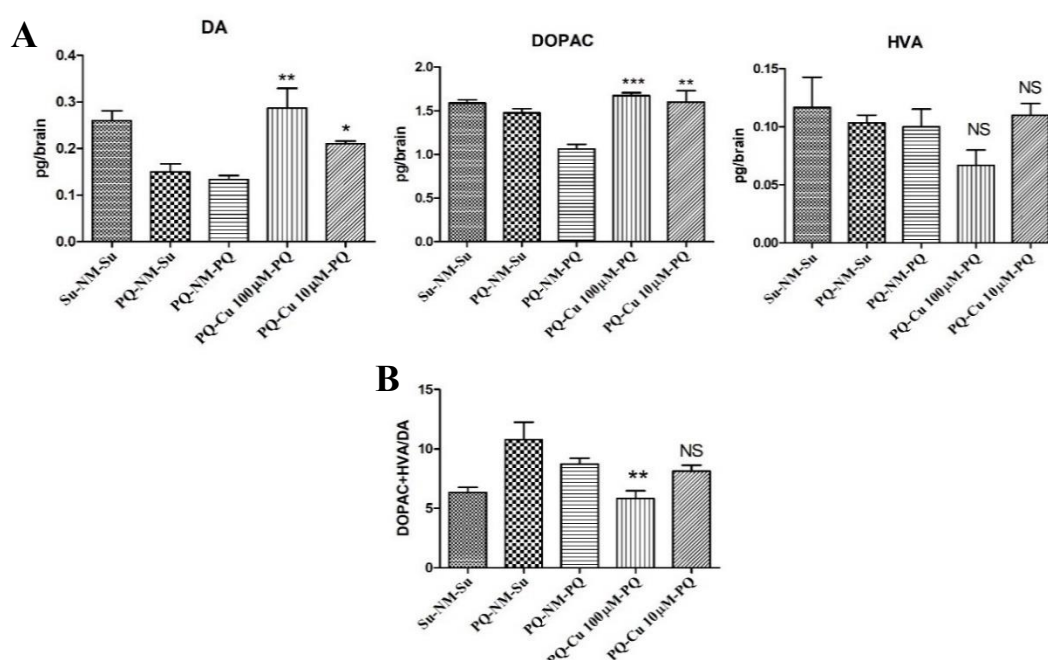 A
DA
pg/brain
0.4
0.3
0.2
0.1
0.0
**
*
Su-NM-Su
PQ-NM-Su
PQ-NM-PQ
PQ-Cu 100µM-PQ
PQ-Cu 10µM-PQ
DOPAC
pg/brain
2.0
1.5
1.0
0.5
0.0
***
**
Su-NM-Su
PQ-NM-Su
PQ-NM-PQ
PQ-Cu 100µM-PQ
PQ-Cu 10µM-PQ
HVA
pg/brain
0.15
0.10
0.05
0.00
NS
NS
Su-NM-Su
PQ-NM-Su
PQ-NM-PQ
PQ-Cu 100µM-PQ
PQ-Cu 10µM-PQ
B
DOPAC+HVA/DA
15
10
5
0
**
NS
Su-NM-Su
PQ-NM-Su
PQ-NM-PQ
PQ-Cu 100µM-PQ
PQ-Cu 10µM-PQ